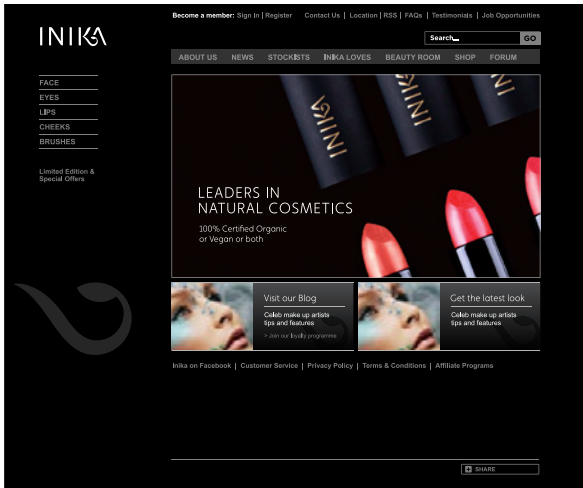 Become a member: Sign In | Register Contact Us | Location | RSS | FAQs | Testimonials | Job Opportunities
INIKA
Search
GO
ABOUT US NEWS STOCKISTS INIKA LOVES BEAUTY ROOM SHOP FORUM
FACE
EYES
LIPS
CHEEKS
BRUSHES
Limited Edition &
Special Offers
INIKA
INIKA
INIKA
LEADERS IN
NATURAL COSMETICS
100% Certified Organic
or Vegan or both
Visit our Blog
Celeb make up artists
tips and features
> Join our loyalty programme
Get the latest look
Celeb make up artists
tips and features
Inika on Facebook | Customer Service | Privacy Policy | Terms & Conditions | Affiliate Programs
SHARE